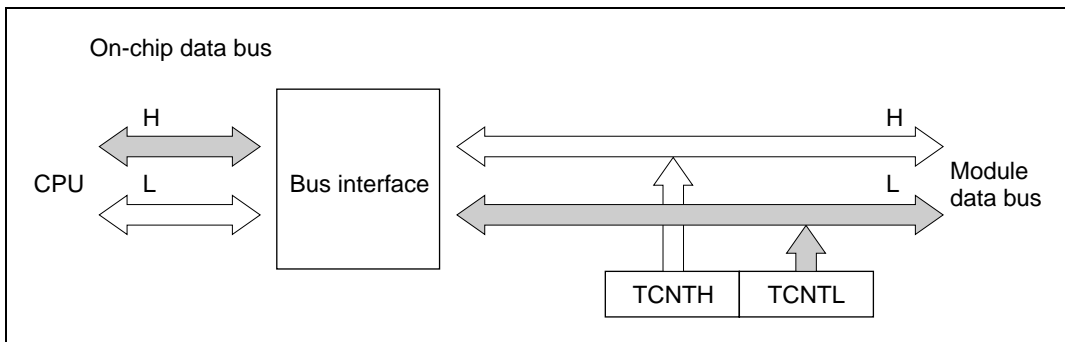 On-chip data bus
H
H
CPU
L
Bus interface
L
Module
data bus
TCNTH
TCNTL